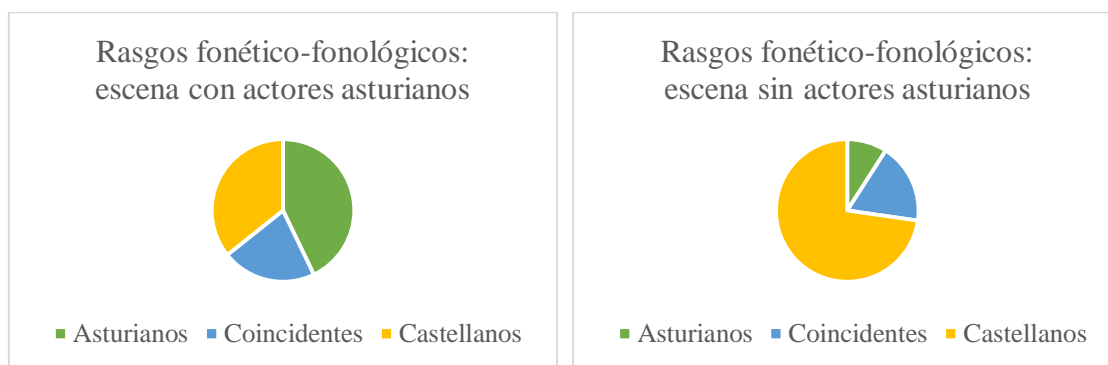 Rasgos fonético-fonológicos:
escena con actores asturianos
Asturianos Coincidentes Castellanos
Rasgos fonético-fonológicos:
escena sin actores asturianos
Asturianos Coincidentes Castellanos